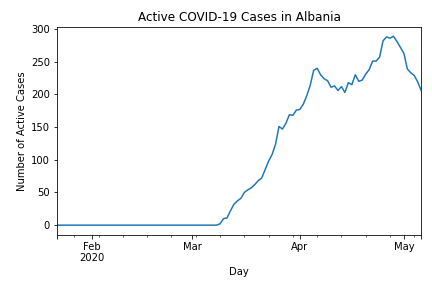 Active COVID-19 Cases in Albania
Number of Active Cases
300
250
200
150
100
50
0
Feb
2020
Mar
Apr
May
Day